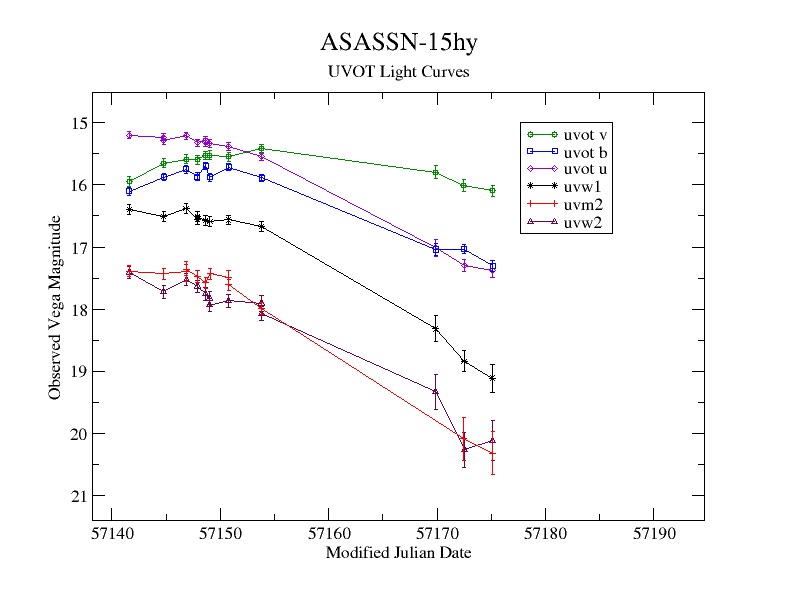 ASASSN-15hy
UVOT Light Curves
15
16
17
18
19
20
21
Observed Vega Magnitude
uvot v
uvot b
uvot u
uvw1
uvm2
uvw2
57140 57150 57160 57170 57180 57190
Modified Julian Date